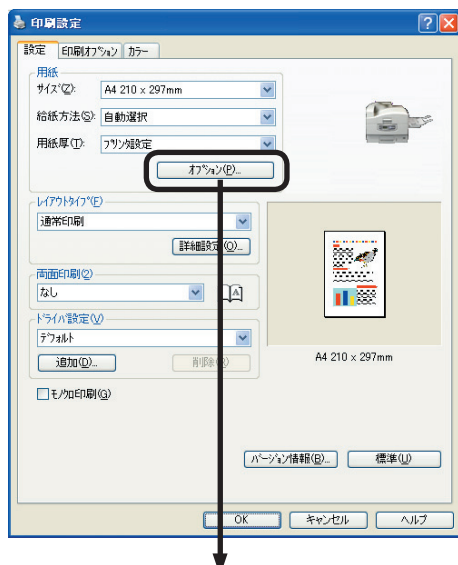 印刷設定
設定 印刷オプション カラー
用紙
サイズ(Z): A4 210 x 297mm
給紙方法(S): 自動選択
用紙厚(T): プリンタ設定
オプション(P)...
レイアウトタイプ(E)
通常印刷
詳細設定(O)...
両面印刷(2)
なし
A
ドライバ設定(V)
デフォルト
追加(D)... 削除(R)
A4 210 x 297mm
モノクロ印刷(G)
バージョン情報(B)... 標準(U)
OK キャンセル ヘルプ